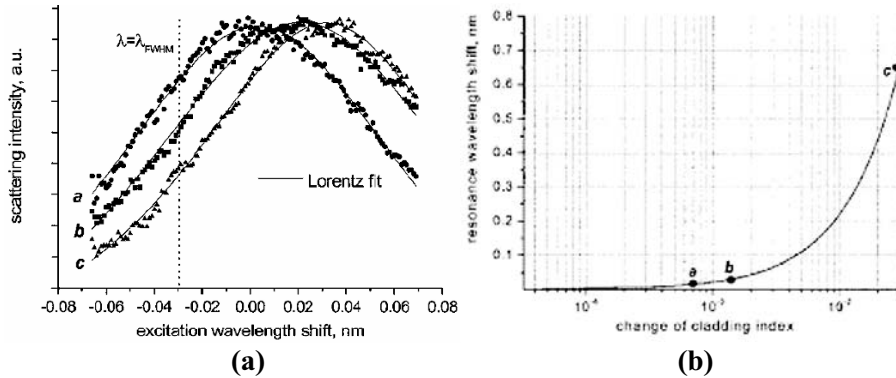 scattering intensity, a.u.
λ=λFWHM
Lorentz fit
a
b
c
-0.08 -0.06 -0.04 -0.02 0.00 0.02 0.04 0.06 0.08
excitation wavelength shift, nm
(a)
resonance wavelength shift, nm
0.8
0.7
0.6
0.5
0.4
0.3
0.2
0.1
c
a
b
10-4 10-3 10-2
change of cladding index
(b)